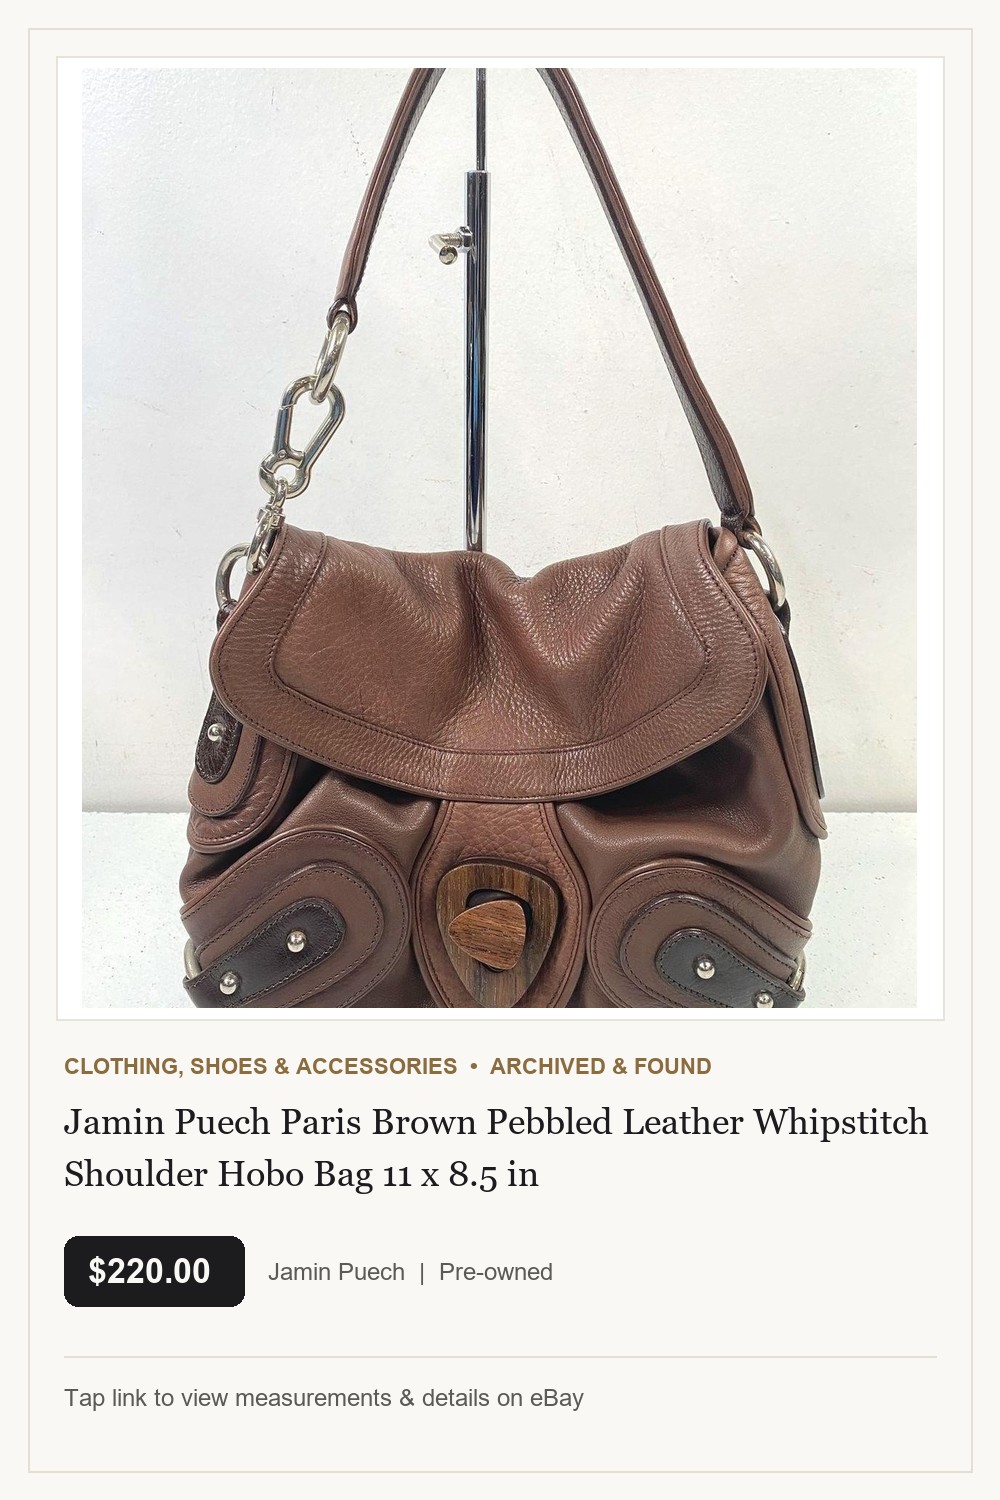 CLOTHING, SHOES & ACCESSORIES • ARCHIVED & FOUND
Jamin Puech Paris Brown Pebbled Leather Whipstitch
Shoulder Hobo Bag 11 x 8.5 in
$220.00
Jamin Puech | Pre-owned
Tap link to view measurements & details on eBay